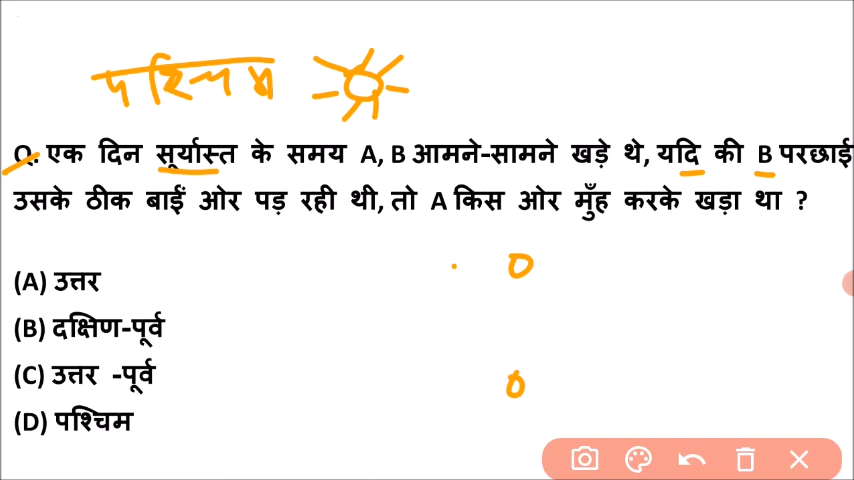 पश्चिम
Q. एक दिन सूर्यास्त के समय A, B आमने-सामने खड़े थे, यदि की B परछाई
उसके ठीक बाईं ओर पड़ रही थी, तो A किस ओर मुँह करके खड़ा था ?
(A) उत्तर
(B) दक्षिण-पूर्व
(C) उत्तर -पूर्व
(D) पश्चिम